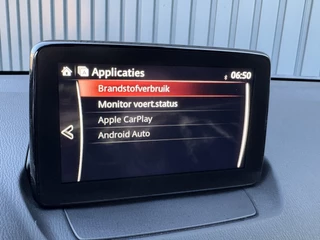 Applicaties
06:50
Brandstofverbruik
Monitor voert.status
Apple CarPlay
Android Auto